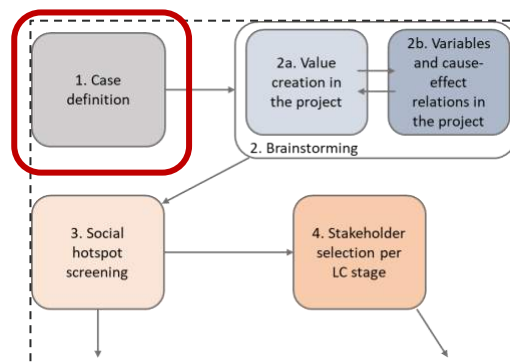 1. Case
definition
2a. Value
creation in
the project
2b. Variables
and cause-
effect
relations in
the project
2. Brainstorming
3. Social
hotspot
screening
4. Stakeholder
selection per
LC stage